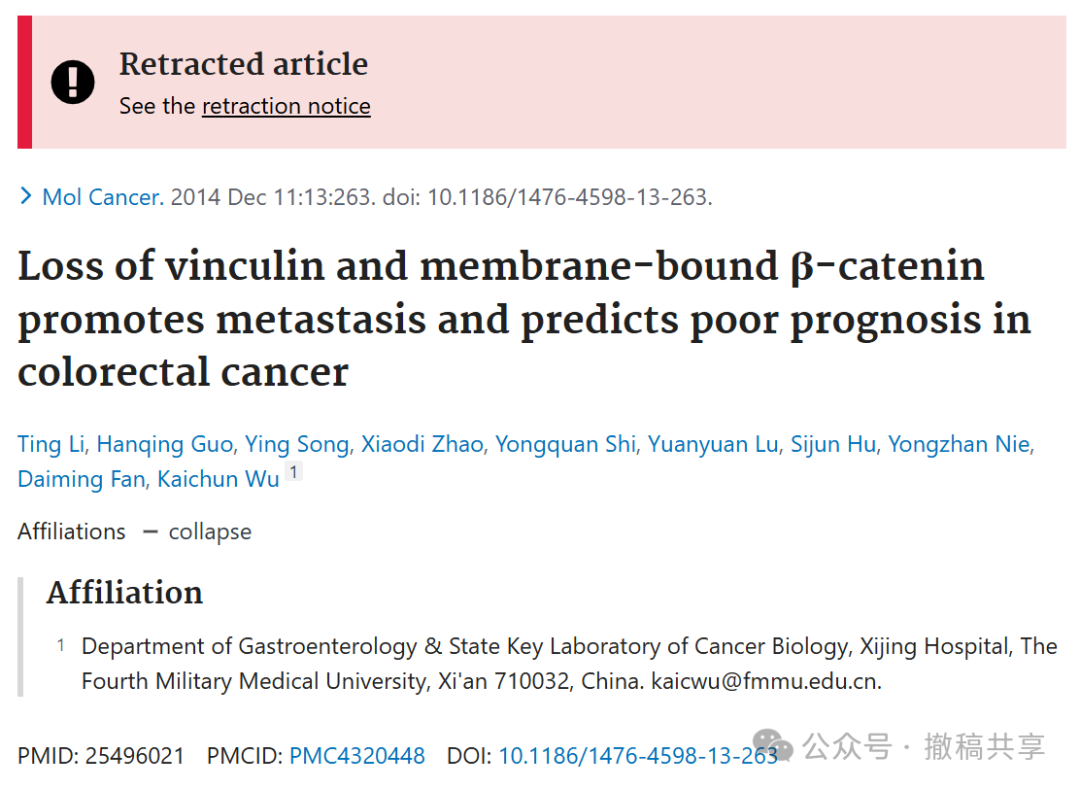 Retracted article
See the retraction notice
Mol Cancer. 2014 Dec 11:13:263. doi: 10.1186/1476-4598-13-263.
Loss of vinculin and membrane-bound β-catenin
promotes metastasis and predicts poor prognosis in
colorectal cancer
Ting Li, Hanqing Guo, Ying Song, Xiaodi Zhao, Yongquan Shi, Yuanyuan Lu, Sijun Hu, Yongzhan Nie,
Daiming Fan, Kaichun Wu 1
Affiliations − collapse
Affiliation
1 Department of Gastroenterology & State Key Laboratory of Cancer Biology, Xijing Hospital, The
Fourth Military Medical University, Xi'an 710032, China. kaicwu@fmmu.edu.cn.
PMID: 25496021 PMCID: PMC4320448 DOI: 10.1186/1476-4598-13-263
公众号 · 撤稿共享